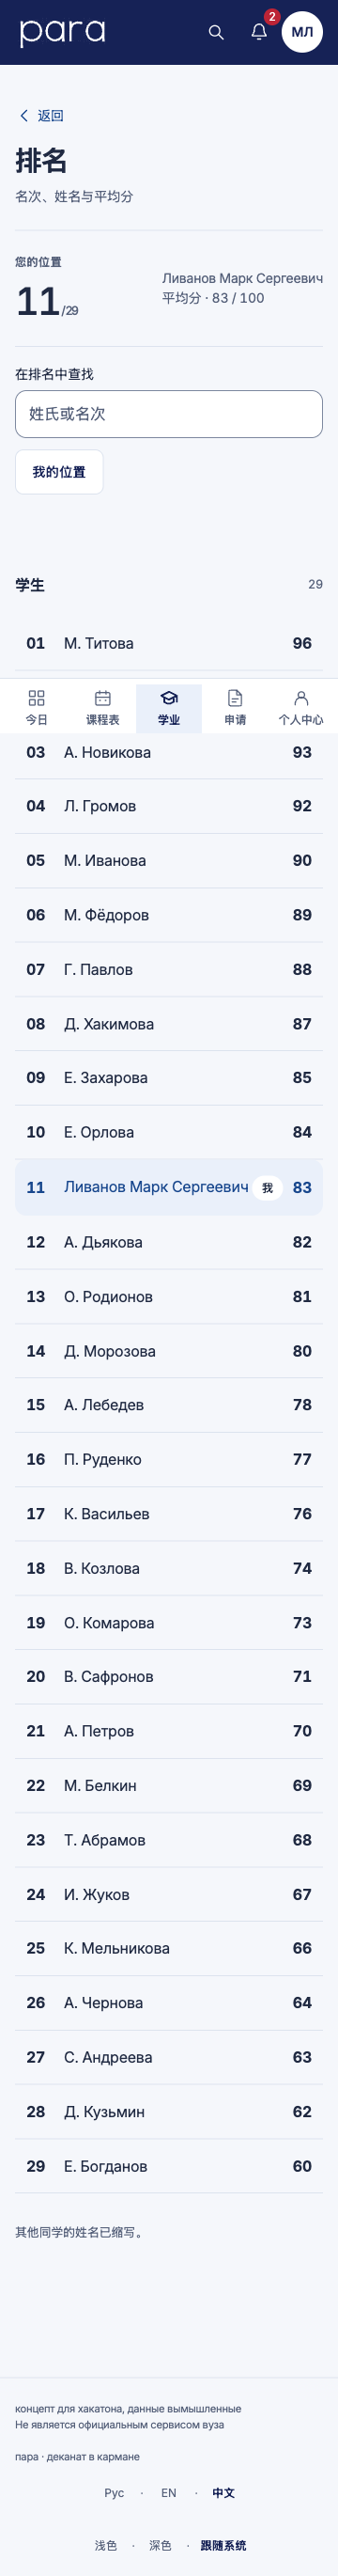 para
2
МЛ
返回
排名
名次、姓名与平均分
您的位置
11/29
Ливанов Марк Сергеевич
平均分 · 83 / 100
在排名中查找
姓氏或名次
我的位置
学生 29
01 М. Титова 96
今日 课程表 学业 申请 个人中心
03 А. Новикова 93
04 Л. Громов 92
05 М. Иванова 90
06 М. Фёдоров 89
07 Г. Павлов 88
08 Д. Хакимова 87
09 Е. Захарова 85
10 Е. Орлова 84
11 Ливанов Марк Сергеевич 我 83
12 А. Дьякова 82
13 О. Родионов 81
14 Д. Морозова 80
15 А. Лебедев 78
16 П. Руденко 77
17 К. Васильев 76
18 В. Козлова 74
19 О. Комарова 73
20 В. Сафронов 71
21 А. Петров 70
22 М. Белкин 69
23 Т. Абрамов 68
24 И. Жуков 67
25 К. Мельникова 66
26 А. Чернова 64
27 С. Андреева 63
28 Д. Кузьмин 62
29 Е. Богданов 60
其他同学的姓名已缩写。
концепт для хакатона, данные вымышленные
Не является официальным сервисом вуза
пара · деканат в кармане
Рус · EN · 中文
浅色 · 深色 · 跟随系统